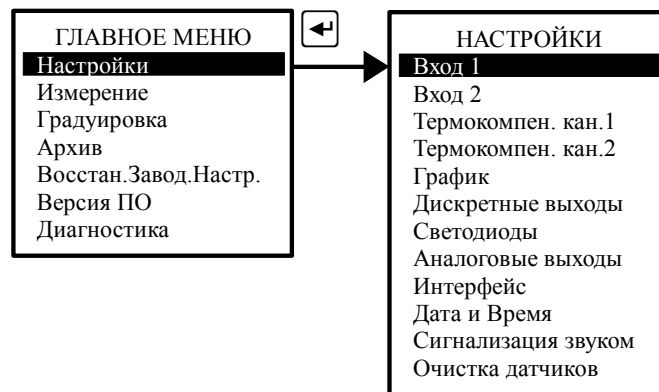 ГЛАВНОЕ МЕНЮ
Настройки
Измерение
Градуировка
Архив
Восстан.Завод.Настр.
Версия ПО
Диагностика
НАСТРОЙКИ
Вход 1
Вход 2
Термокомпен. кан.1
Термокомпен. кан.2
График
Дискретные выходы
Светодиоды
Аналоговые выходы
Интерфейс
Дата и Время
Сигнализация звуком
Очистка датчиков